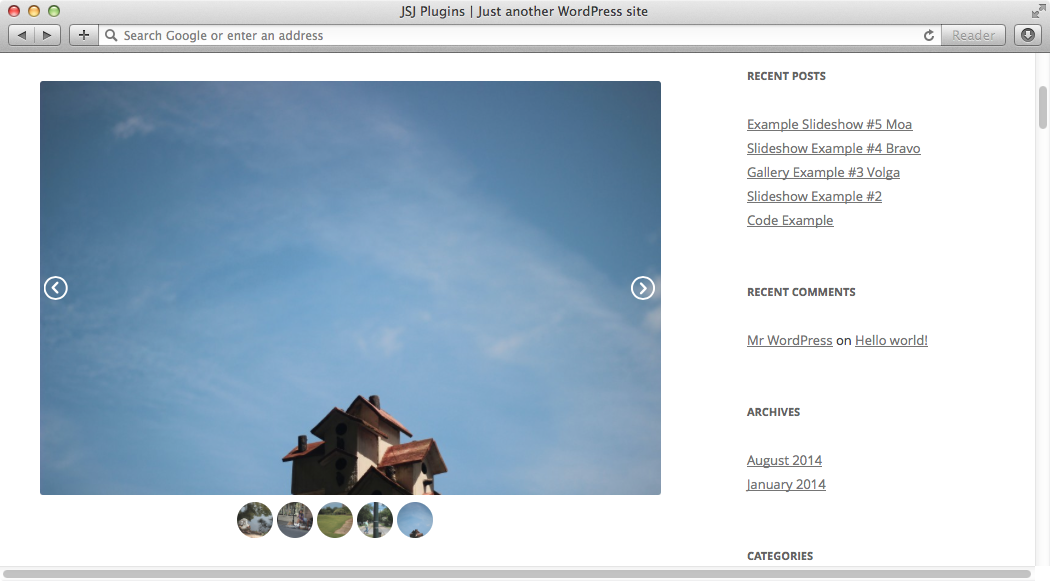 JSJ Plugins | Just another WordPress site
Search Google or enter an address
Reader
RECENT POSTS
Example Slideshow #5 Moa
Slideshow Example #4 Bravo
Gallery Example #3 Volga
Slideshow Example #2
Code Example
RECENT COMMENTS
Mr WordPress on Hello world!
ARCHIVES
August 2014
January 2014
CATEGORIES